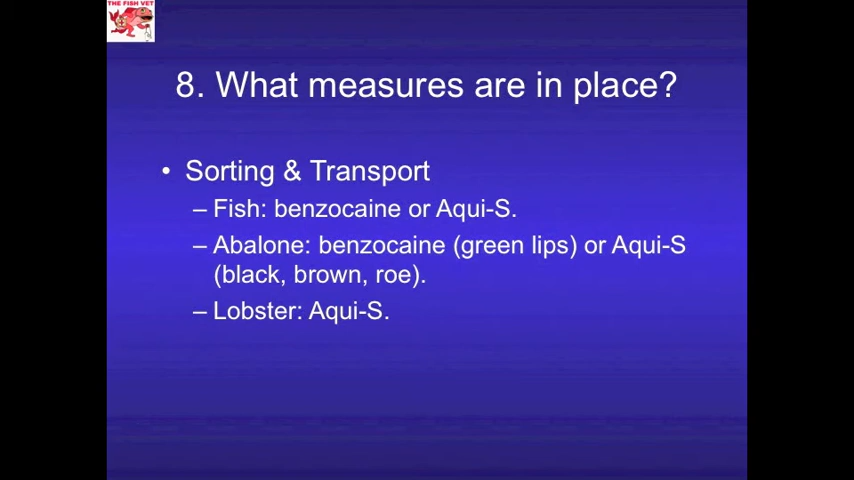 THE FISH VET
8. What measures are in place?
• Sorting & Transport
– Fish: benzocaine or Aqui-S.
– Abalone: benzocaine (green lips) or Aqui-S
(black, brown, roe).
– Lobster: Aqui-S.